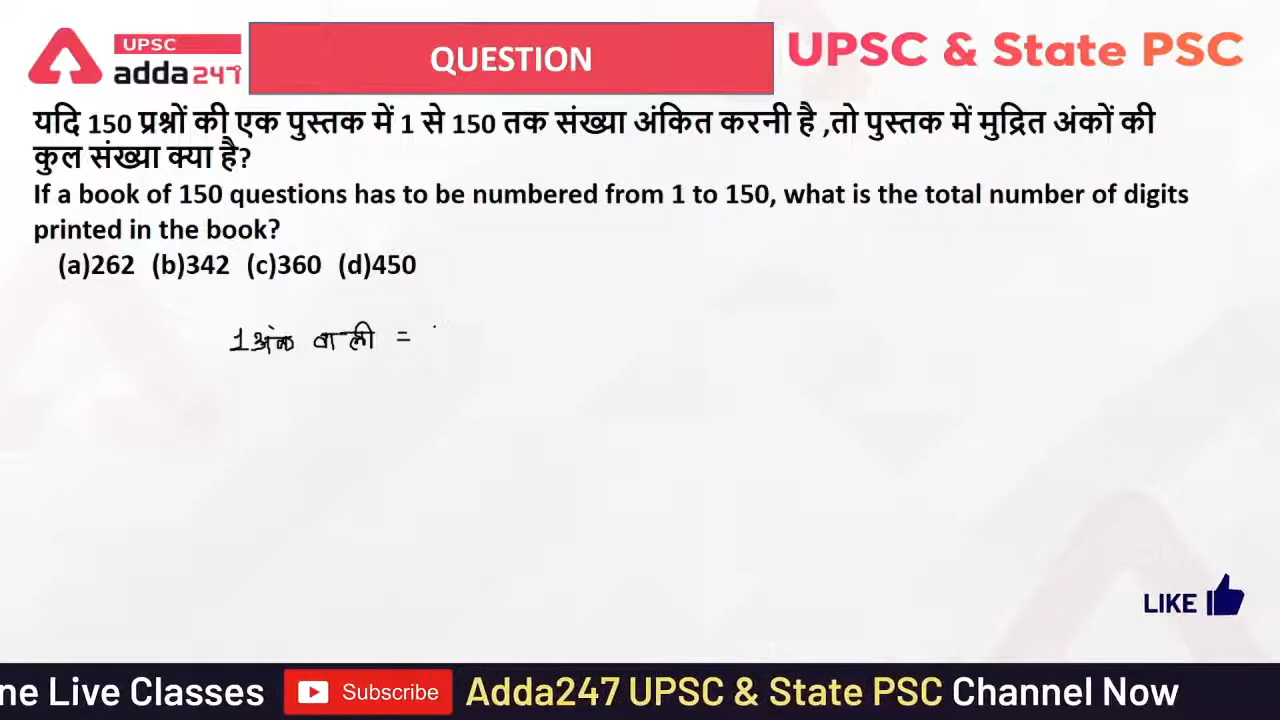 UPSC
adda247
QUESTION
UPSC & State PSC
यदि 150 प्रश्नों की एक पुस्तक में 1 से 150 तक संख्या अंकित करनी है ,तो पुस्तक में मुद्रित अंकों की
कुल संख्या क्या है?
If a book of 150 questions has to be numbered from 1 to 150, what is the total number of digits
printed in the book?
(a)262 (b)342 (c)360 (d)450
1 अंक वाली =
LIKE
ne Live Classes Subscribe Adda247 UPSC & State PSC Channel Now